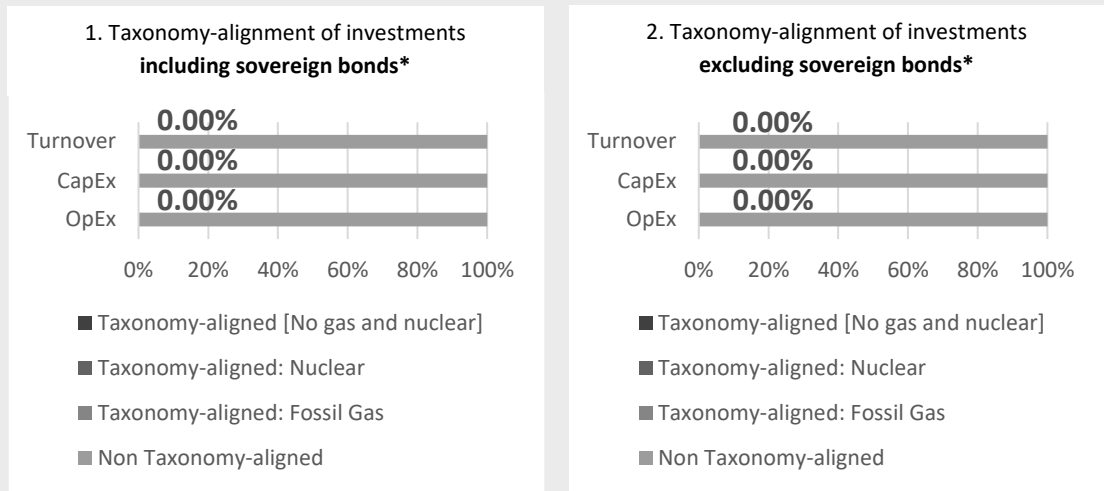 1. Taxonomy-alignment of investments
including sovereign bonds*
0.00%
Turnover
0.00%
CapEx
0.00%
OpEx
0% 20% 40% 60% 80% 100%
■ Taxonomy-aligned [No gas and nuclear]
■ Taxonomy-aligned: Nuclear
■ Taxonomy-aligned: Fossil Gas
■ Non Taxonomy-aligned
2. Taxonomy-alignment of investments
excluding sovereign bonds*
0.00%
Turnover
0.00%
CapEx
0.00%
OpEx
0% 20% 40% 60% 80% 100%
■ Taxonomy-aligned [No gas and nuclear]
■ Taxonomy-aligned: Nuclear
■ Taxonomy-aligned: Fossil Gas
■ Non Taxonomy-aligned